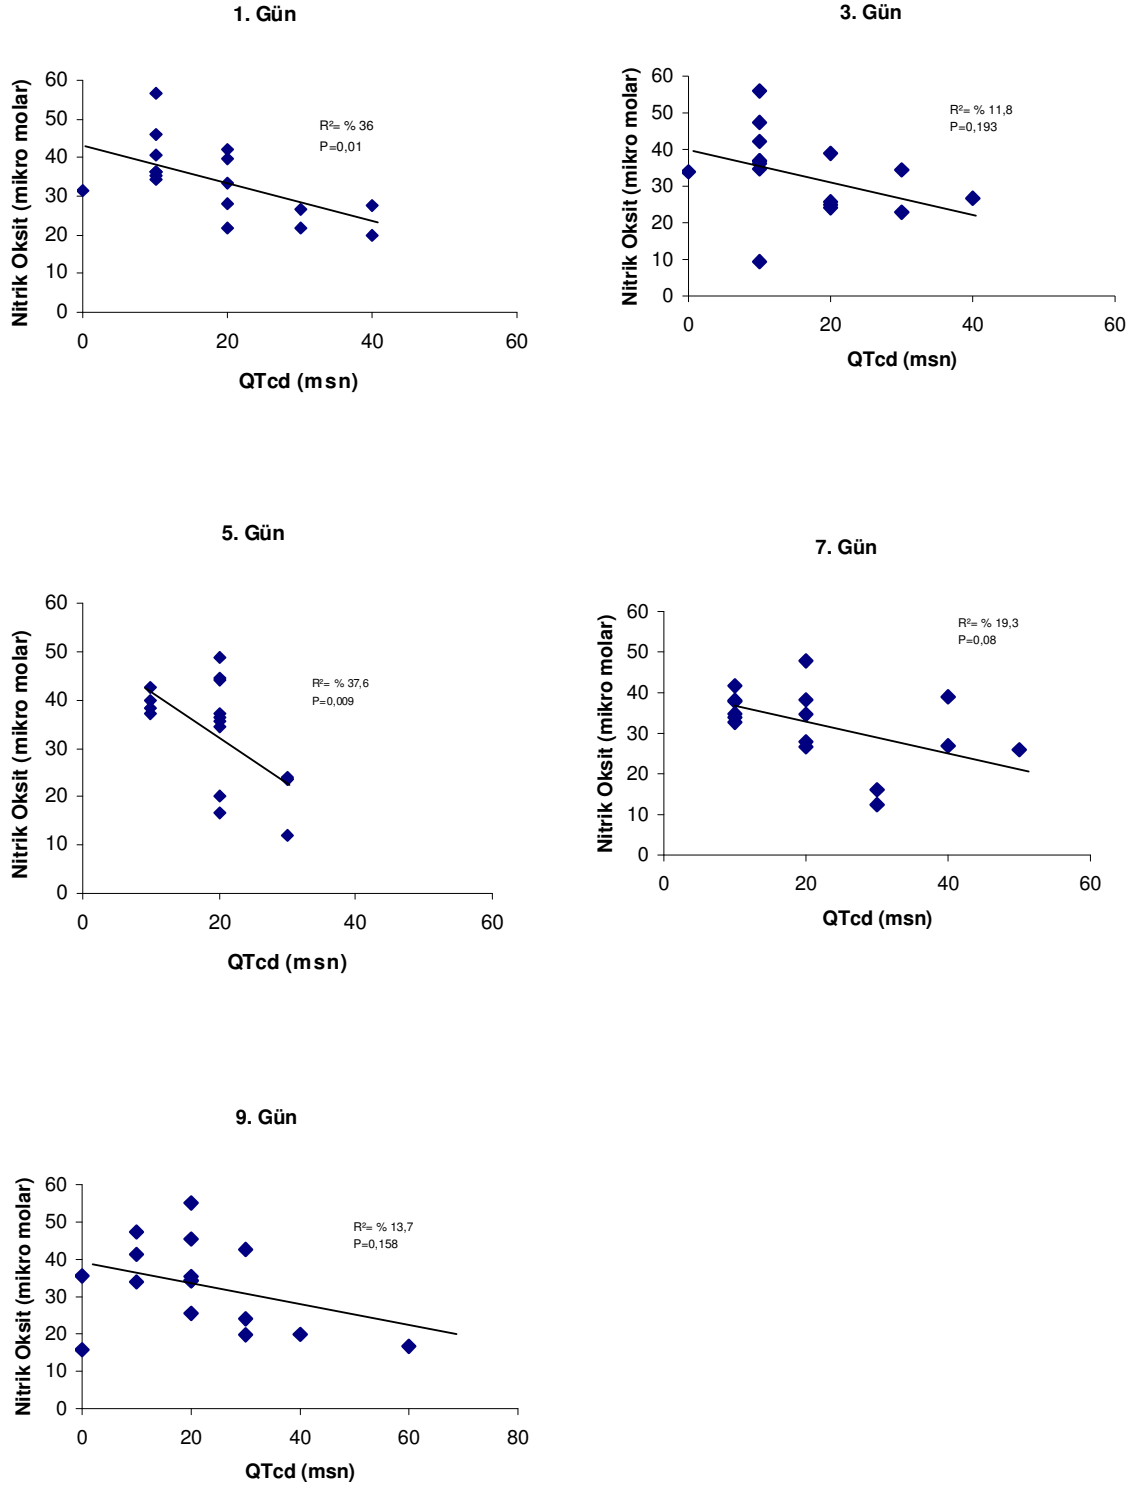 1. Gün
60
50
40
30
20
10
0
0
20
40
60
Nitrik Oksit (mikro molar)
QTcd (msn)
R²= % 36
P=0,01
3. Gün
60
50
40
30
20
10
0
0
20
40
60
Nitrik Oksit (mikro molar)
QTcd (msn)
R²= % 11,8
P=0,193
5. Gün
60
50
40
30
20
10
0
0
20
40
60
Nitrik Oksit (mikro molar)
QTcd (msn)
R²= % 37,6
P=0,009
7. Gün
60
50
40
30
20
10
0
0
20
40
60
Nitrik Oksit (mikro molar)
QTcd (msn)
R²= % 19,3
P=0,08
9. Gün
60
50
40
30
20
10
0
0
20
40
60
80
Nitrik Oksit (mikro molar)
QTcd (msn)
R²= % 13,7
P=0,158